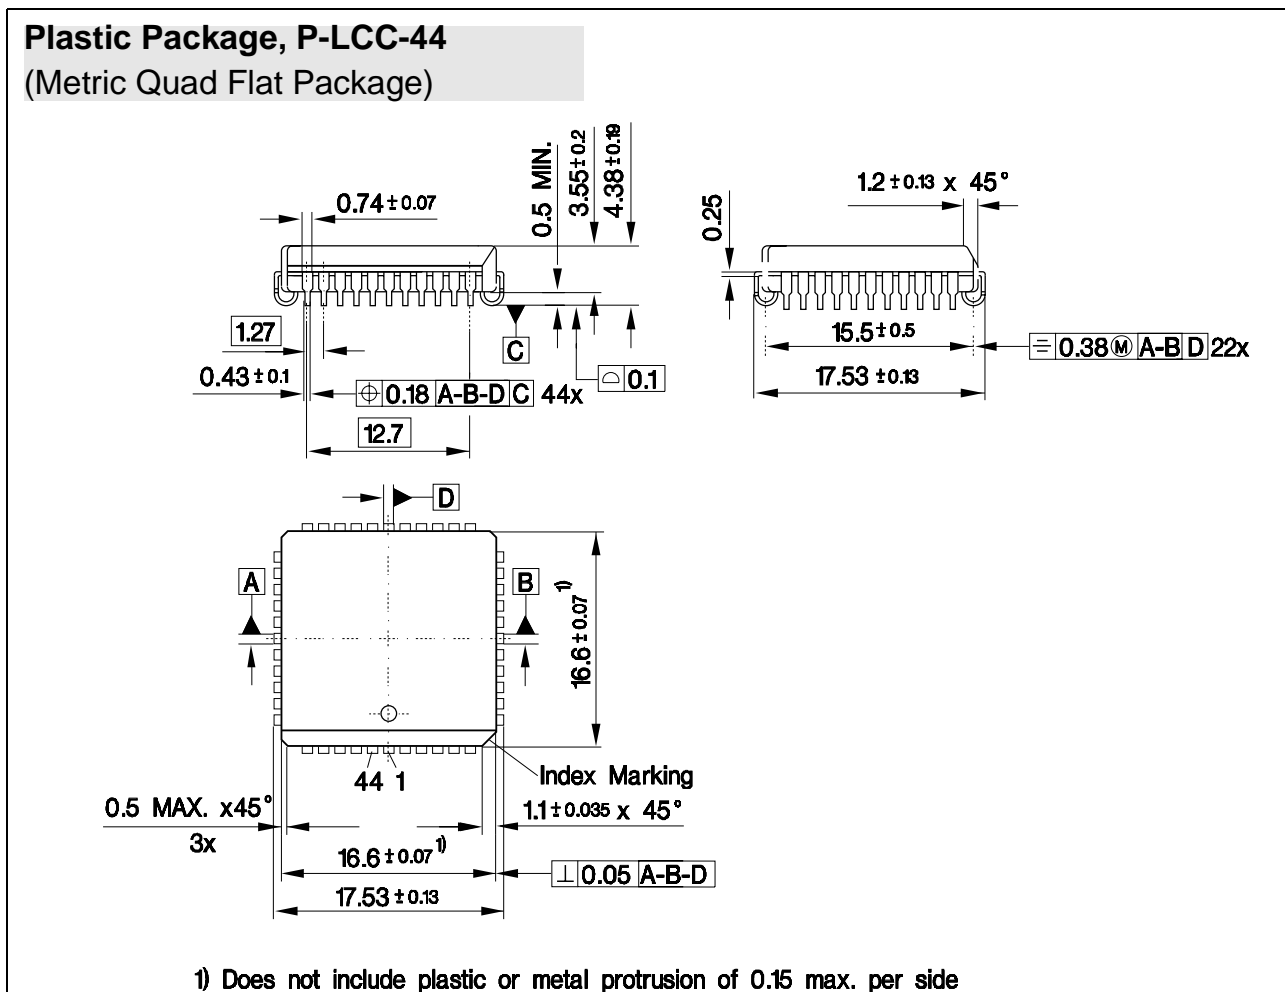 Plastic Package, P-LCC-44
(Metric Quad Flat Package)
0.74 ± 0.07
0.5 MIN.
3.55 ± 0.2
4.38 ± 0.19
1.27
0.43 ± 0.1
C
⌓ 0.1
⌖ 0.18 A-B-D C 44x
12.7
0.25
1.2 ± 0.13 x 45°
15.5 ± 0.5
⌯ 0.38 Ⓜ A-B D 22x
17.53 ± 0.13
D
A
B
16.6 ± 0.07 1)
44 1
Index Marking
0.5 MAX. x45°
3x
1.1 ± 0.035 x 45°
16.6 ± 0.07 1)
⊥ 0.05 A-B-D
17.53 ± 0.13
1) Does not include plastic or metal protrusion of 0.15 max. per side